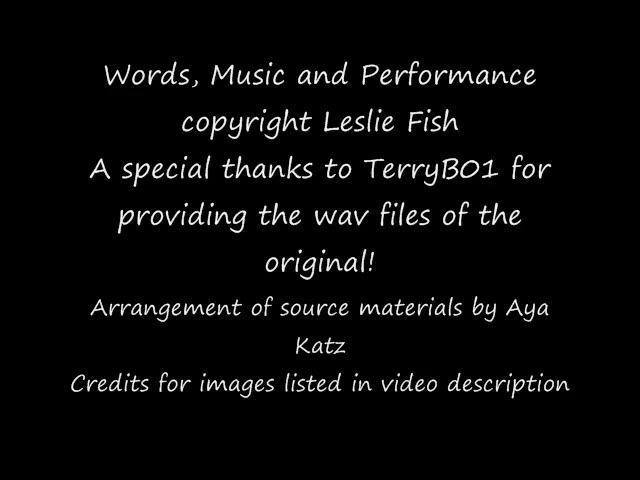 Words, Music and Performance
copyright Leslie Fish
A special thanks to TerryB01 for
providing the wav files of the
original!
Arrangement of source materials by Aya
Katz
Credits for images listed in video description